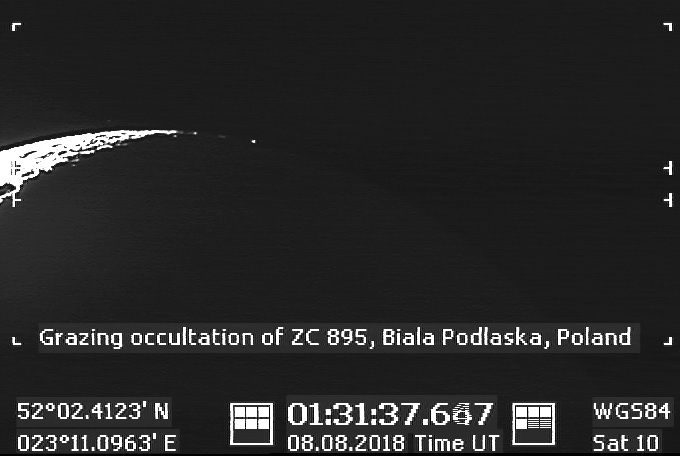 Grazing occultation of ZC 895, Biala Podlaska, Poland
52°02.4123' N
023°11.0963' E
08.08.2018 Time UT
WGS84
Sat 10